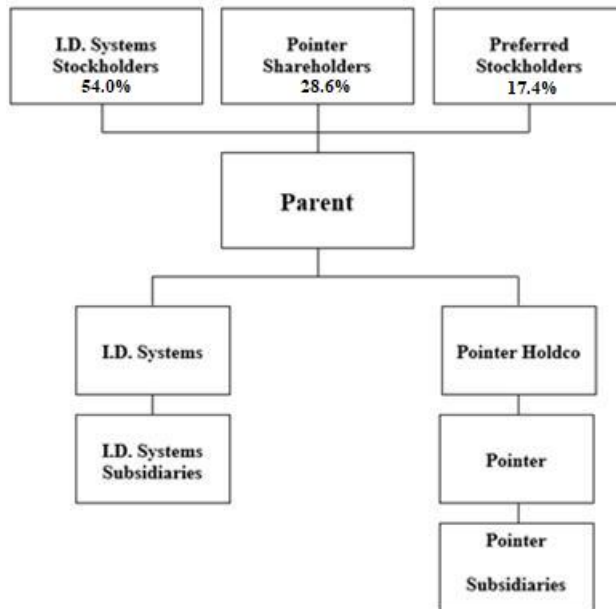 I.D. Systems
Stockholders
54.0%
Pointer
Shareholders
28.6%
Preferred
Stockholders
17.4%
Parent
I.D. Systems
Pointer Holdco
I.D. Systems
Subsidiaries
Pointer
Pointer
Subsidiaries